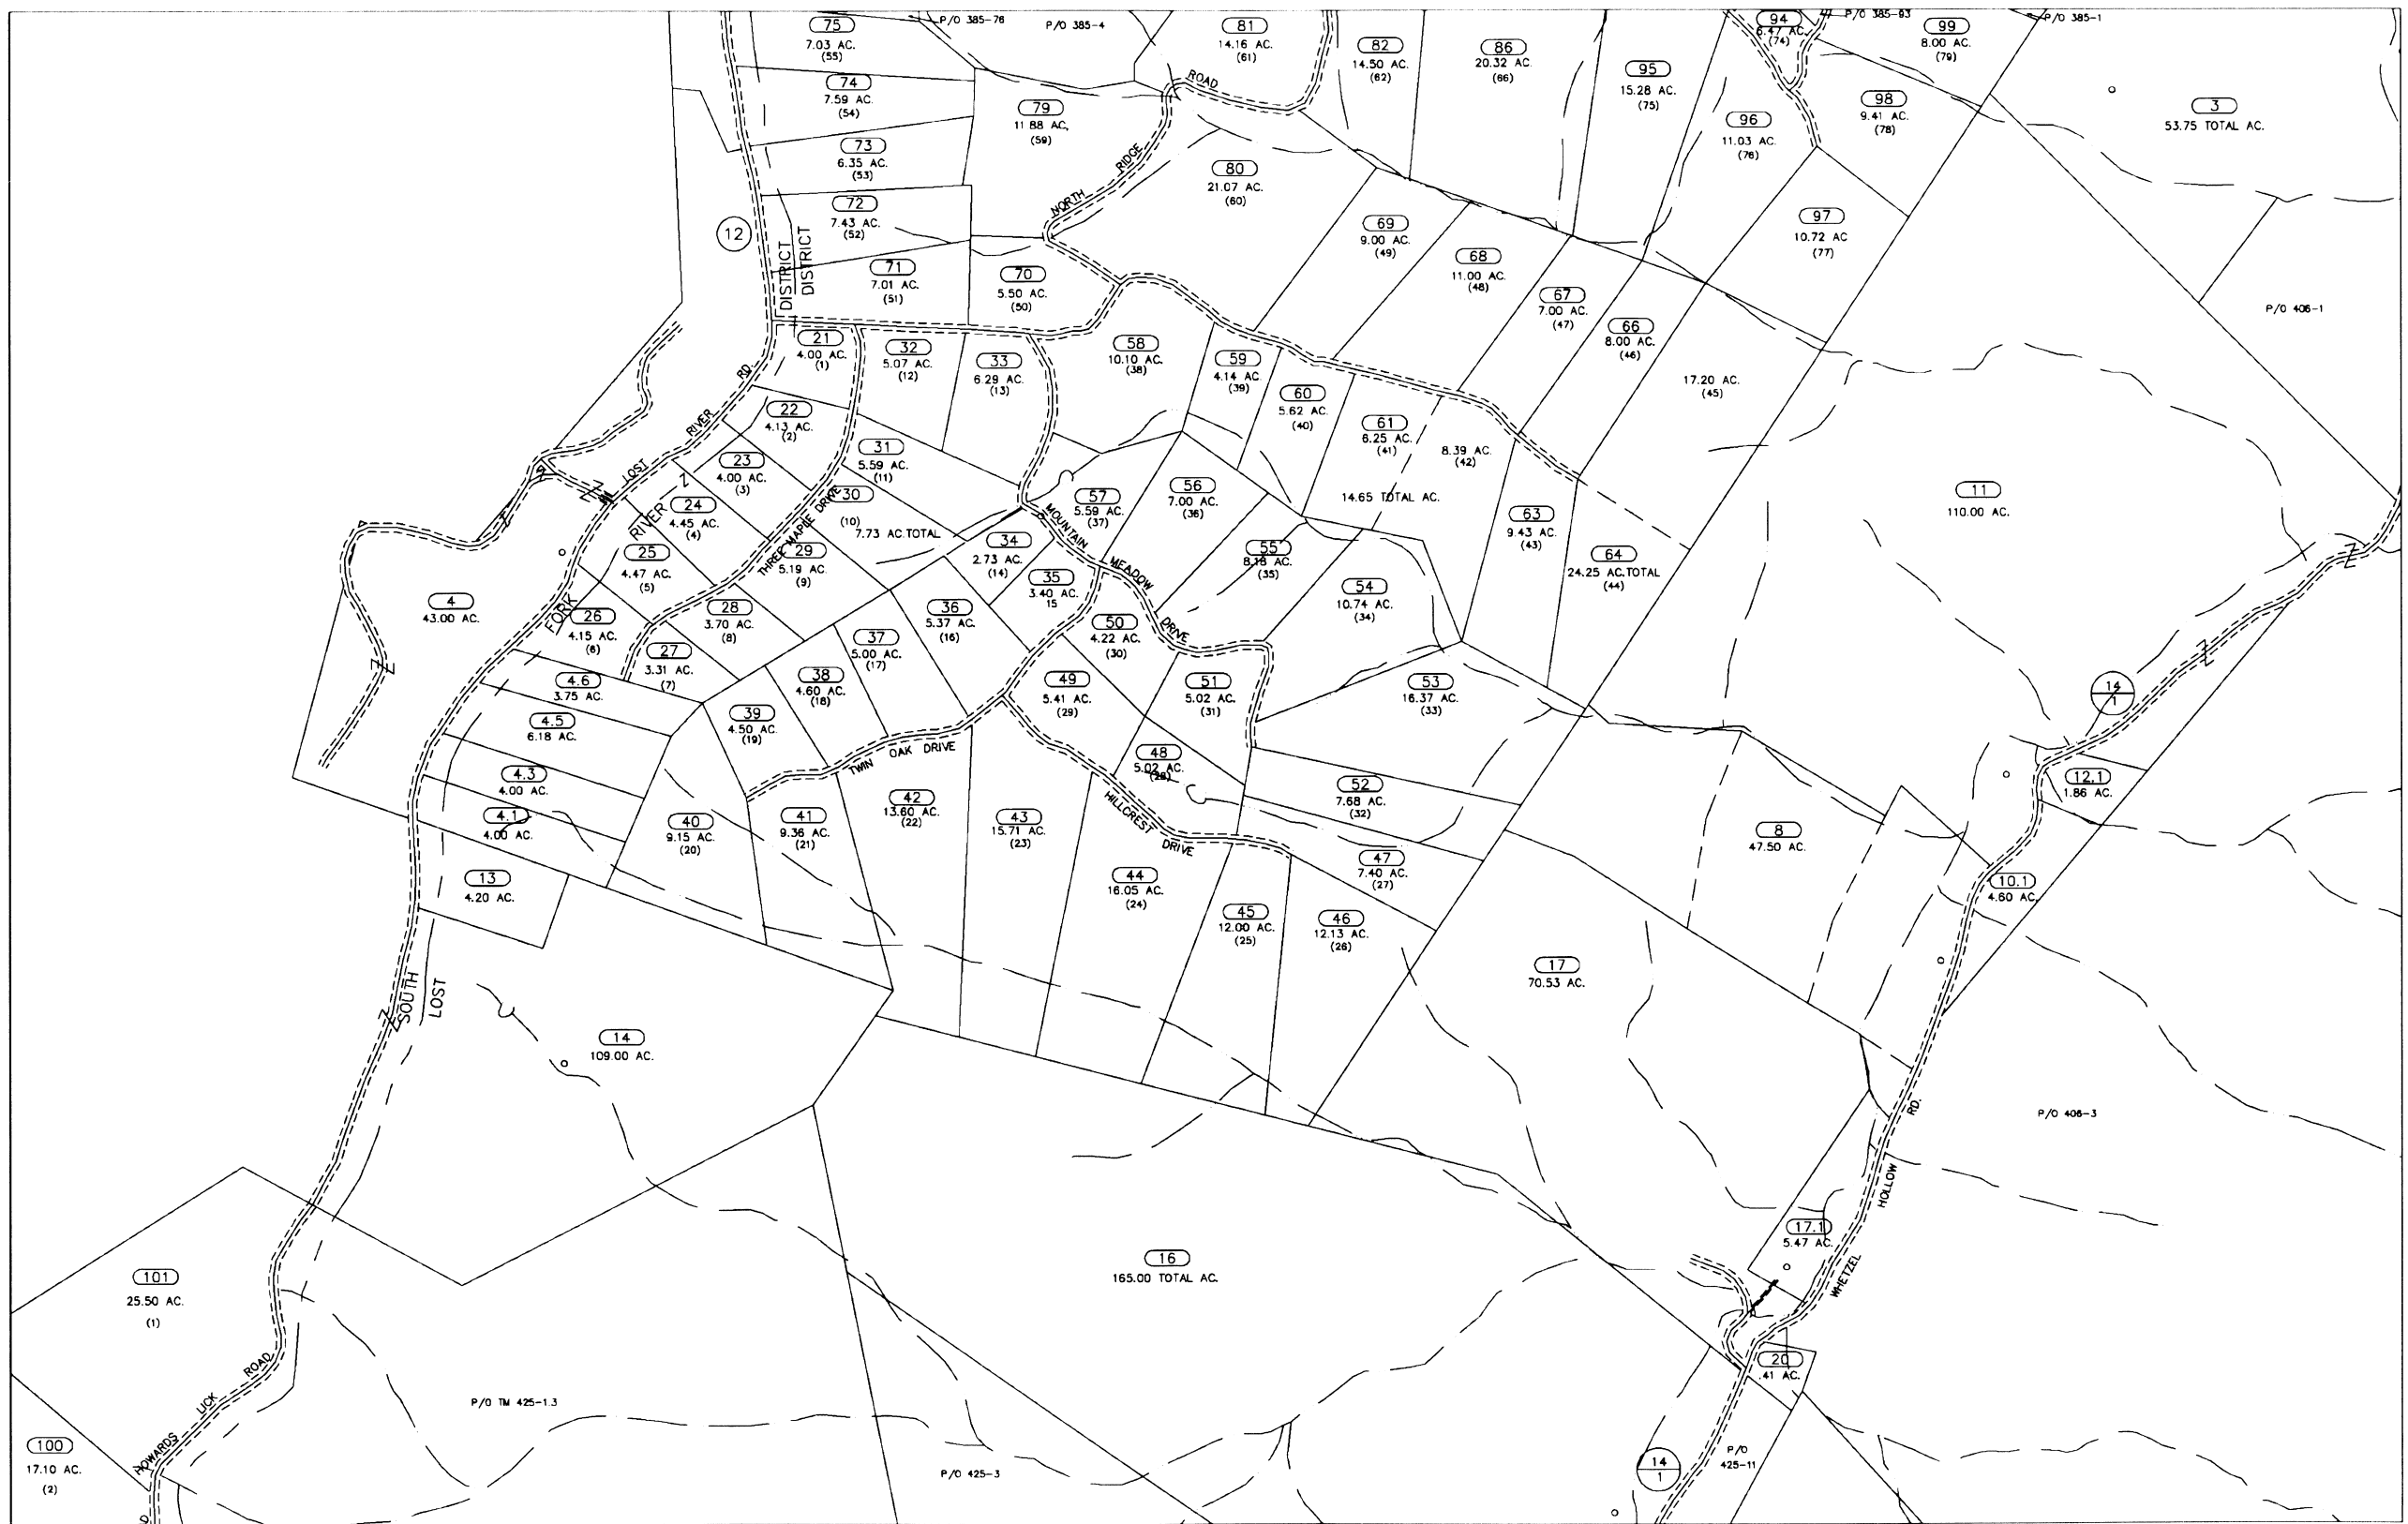 75
7.03 AC.
(55)
P/O 385-76
P/O 385-4
81
14.16 AC.
(61)
82
14.50 AC.
(62)
86
20.32 AC.
(66)
95
15.28 AC.
(75)
94
6.47 AC.
(74)
P/O 385-93
99
8.00 AC.
(79)
P/O 385-1
74
7.59 AC.
(54)
79
11.88 AC,
(59)
ROAD
RIDGE
NORTH
96
11.03 AC.
(76)
98
9.41 AC.
(78)
3
53.75 TOTAL AC.
73
6.35 AC.
(53)
80
21.07 AC.
(60)
72
7.43 AC.
(52)
12
DISTRICT
DISTRICT
69
9.00 AC.
(49)
97
10.72 AC
(77)
71
7.01 AC.
(51)
70
5.50 AC.
(50)
68
11.00 AC.
(48)
67
7.00 AC.
(47)
66
8.00 AC.
(46)
P/O 406-1
21
4.00 AC.
(1)
32
5.07 AC.
(12)
33
6.29 AC.
(13)
58
10.10 AC.
(38)
59
4.14 AC.
(39)
17.20 AC.
(45)
RD.
RIVER
LOST
22
4.13 AC.
(2)
60
5.62 AC.
(40)
61
6.25 AC.
(41)
8.39 AC.
(42)
14.65 TOTAL AC.
23
4.00 AC.
(3)
31
5.59 AC.
(11)
30
(10)
7.73 AC.TOTAL
24
4.45 AC.
(4)
RIVER
FORK
57
5.59 AC.
(37)
56
7.00 AC.
(36)
63
9.43 AC.
(43)
11
110.00 AC.
25
4.47 AC.
(5)
THREE MAPLE DRIVE
29
5.19 AC.
(9)
34
2.73 AC.
(14)
MOUNTAIN
MEADOW
DRIVE
55
8.18 AC.
(35)
64
24.25 AC.TOTAL
(44)
4
43.00 AC.
26
4.15 AC.
(6)
28
3.70 AC.
(8)
36
5.37 AC.
(16)
35
3.40 AC.
15
54
10.74 AC.
(34)
27
3.31 AC.
(7)
37
5.00 AC.
(17)
50
4.22 AC.
(30)
4.6
3.75 AC.
38
4.60 AC.
(18)
49
5.41 AC.
(29)
51
5.02 AC.
(31)
53
16.37 AC.
(33)
14
1
4.5
6.18 AC.
39
4.50 AC.
(19)
TWIN
OAK DRIVE
48
5.02 AC.
(28)
4.3
4.00 AC.
52
7.68 AC.
(32)
12.1
1.86 AC.
4.1
4.00 AC.
40
9.15 AC.
(20)
41
9.36 AC.
(21)
42
13.60 AC.
(22)
43
15.71 AC.
(23)
HILLCREST
DRIVE
8
47.50 AC.
13
4.20 AC.
44
16.05 AC.
(24)
47
7.40 AC.
(27)
10.1
4.60 AC.
45
12.00 AC.
(25)
46
12.13 AC.
(26)
17
70.53 AC.
SOUTH
LOST
14
109.00 AC.
P/O 406-3
RD.
HOLLOW
WHETZEL
17.1
5.47 AC.
16
165.00 TOTAL AC.
101
25.50 AC.
(1)
20
.41 AC.
ROAD
LICK
HOWARDS
P/O TM 425-1.3
100
17.10 AC.
(2)
P/O 425-3
14
1
P/O
425-11